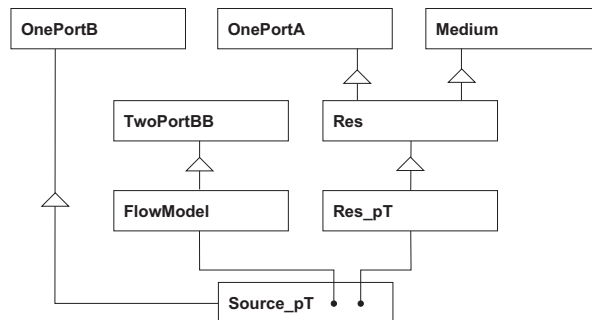 OnePortB
OnePortA
Medium
TwoPortBB
Res
FlowModel
Res_pT
Source_pT